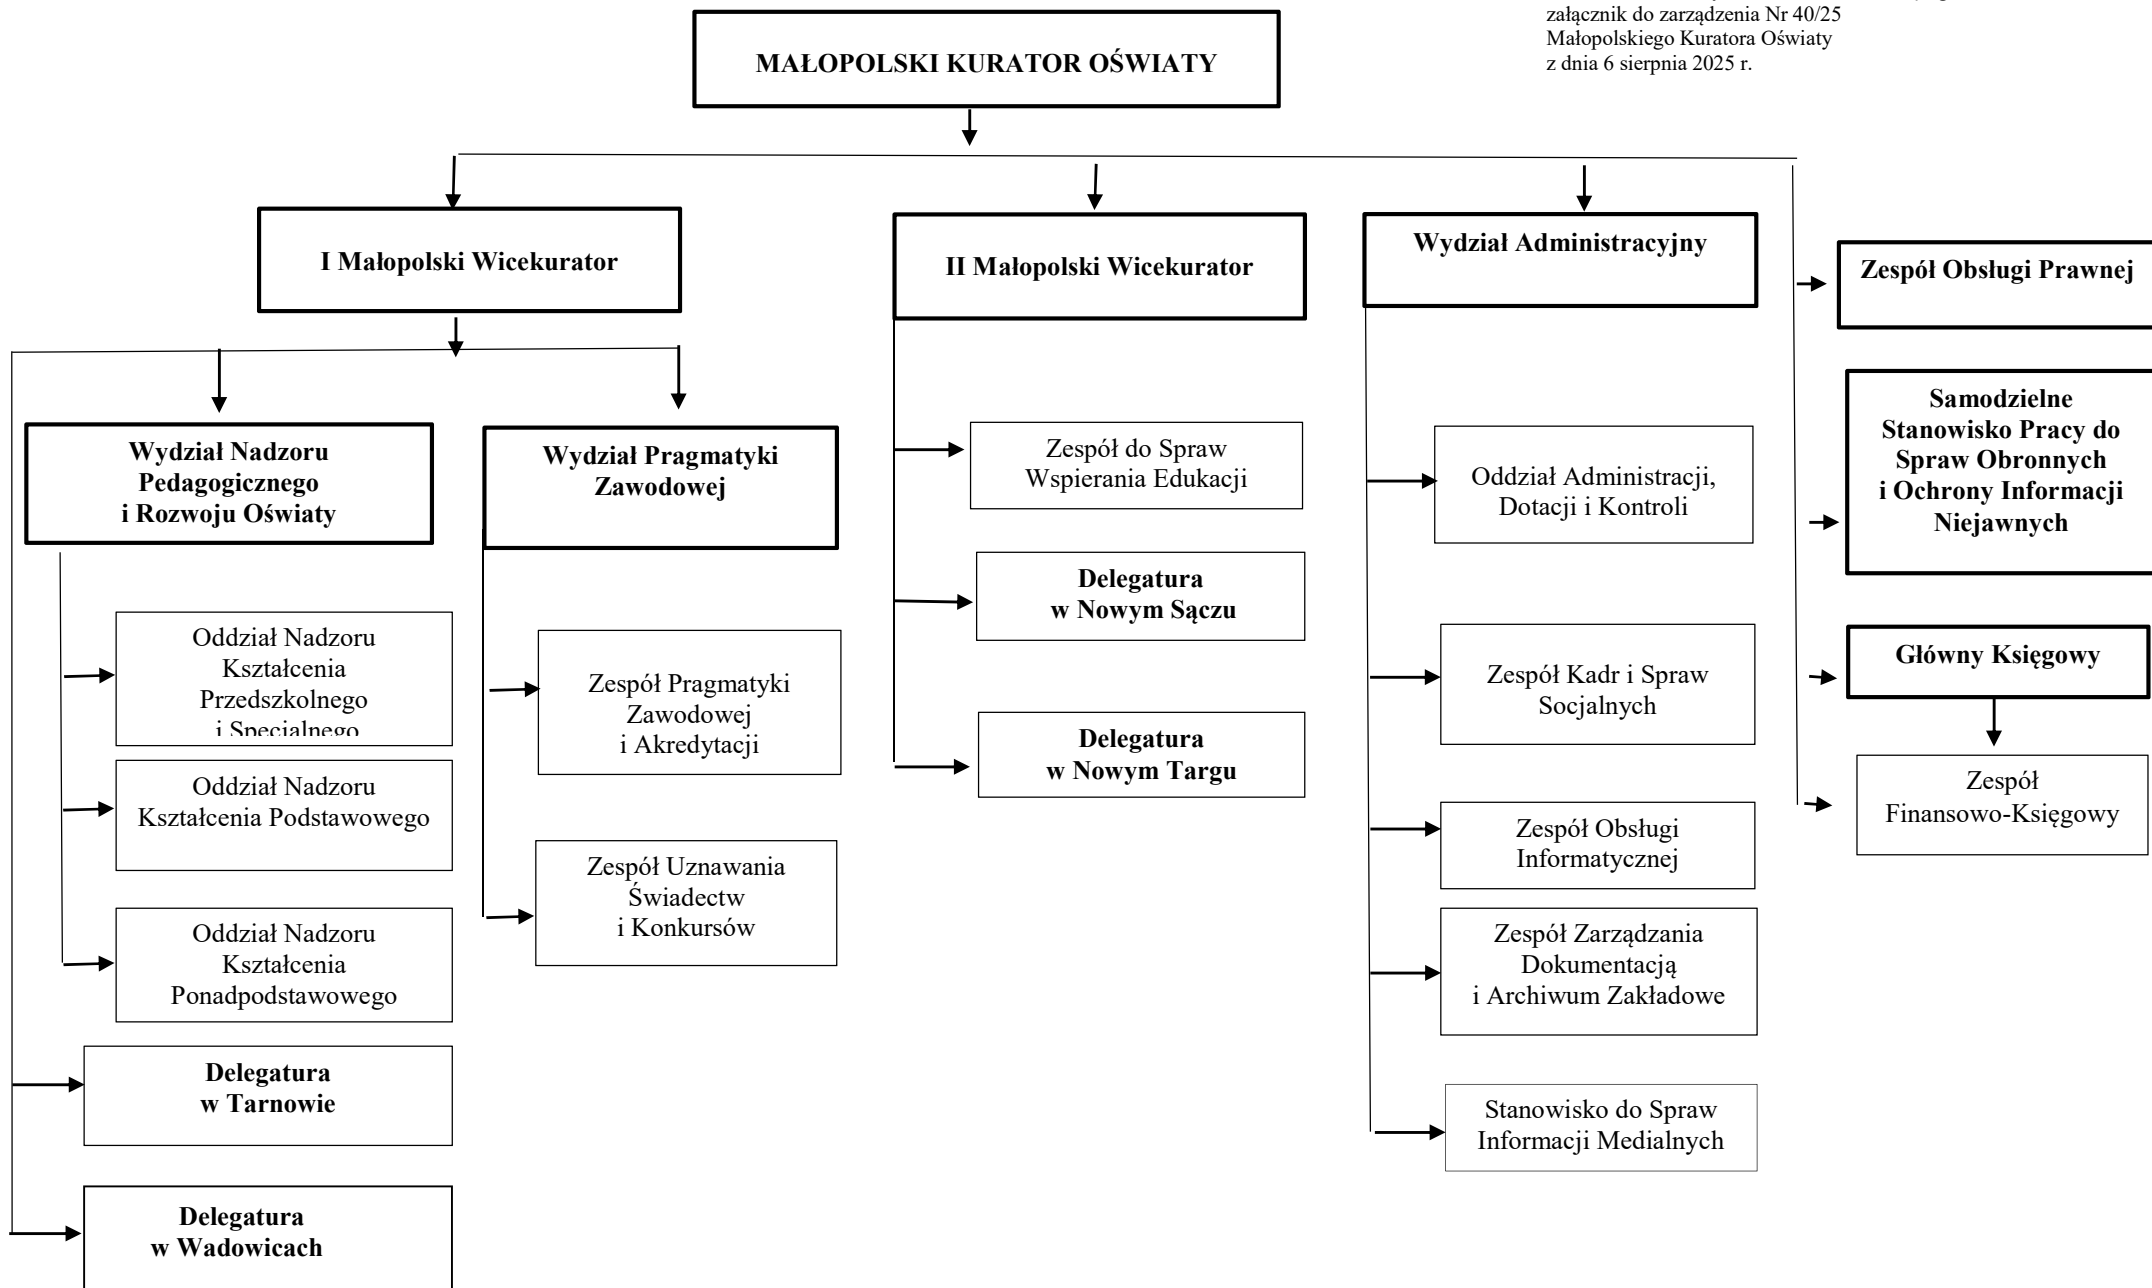 załącznik do zarządzenia Nr 40/25
Małopolskiego Kuratora Oświaty
z dnia 6 sierpnia 2025 r.
MAŁOPOLSKI KURATOR OŚWIATY
I Małopolski Wicekurator
II Małopolski Wicekurator
Wydział Administracyjny
Zespół Obsługi Prawnej
Samodzielne
Stanowisko Pracy do
Spraw Obronnych
i Ochrony Informacji
Niejawnych
Główny Księgowy
Zespół
Finansowo-Księgowy
Wydział Nadzoru
Pedagogicznego
i Rozwoju Oświaty
Wydział Pragmatyki
Zawodowej
Zespół do Spraw
Wspierania Edukacji
Delegatura
w Nowym Sączu
Delegatura
w Nowym Targu
Oddział Administracji,
Dotacji i Kontroli
Zespół Kadr i Spraw
Socjalnych
Zespół Obsługi
Informatycznej
Zespół Zarządzania
Dokumentacją
i Archiwum Zakładowe
Stanowisko do Spraw
Informacji Medialnych
Oddział Nadzoru
Kształcenia
Przedszkolnego
i Specjalnego
Oddział Nadzoru
Kształcenia Podstawowego
Oddział Nadzoru
Kształcenia
Ponadpodstawowego
Zespół Pragmatyki
Zawodowej
i Akredytacji
Zespół Uznawania
Świadectw
i Konkursów
Delegatura
w Tarnowie
Delegatura
w Wadowicach